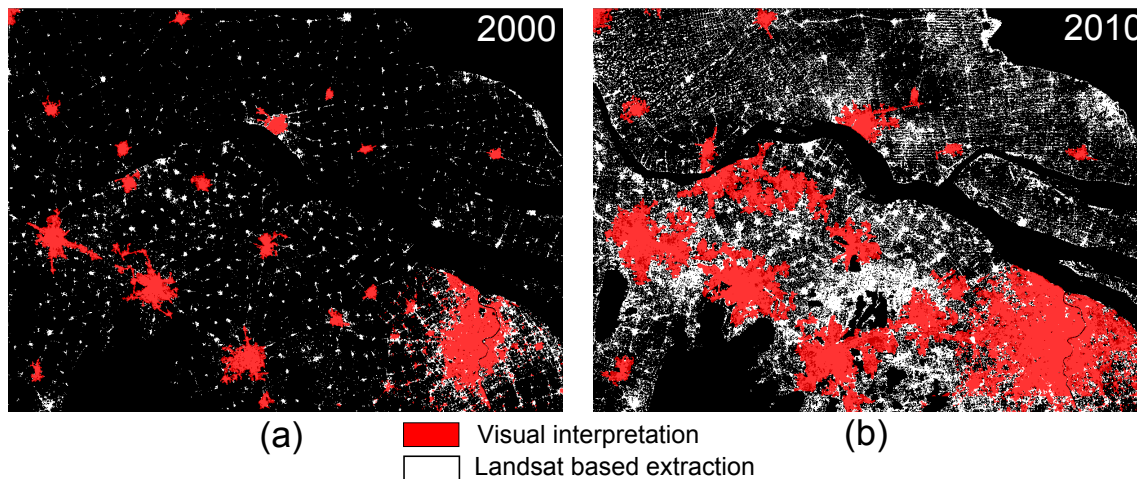 2000
2010
(a)
(b)
Visual interpretation
Landsat based extraction